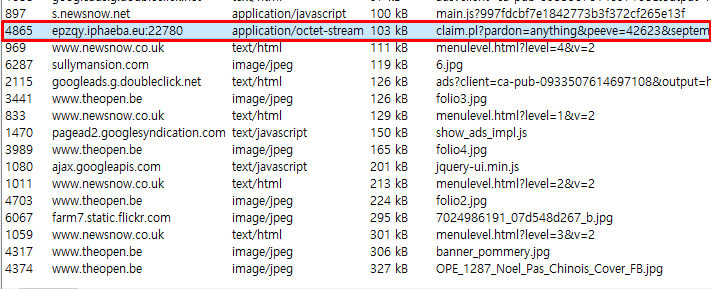 897 s.newsnow.net application/javascript 100 kB main.js?997fdcbf7e1842773b3f372cf265e13f
4865 epzqy.iphaeba.eu:22780 application/octet-stream 103 kB claim.pl?pardon=anything&peeve=42623&septem
969 www.newsnow.co.uk text/html 111 kB menulevel.html?level=4&v=2
6287 sullymansion.com image/jpeg 119 kB 6.jpg
2115 googleads.g.doubleclick.net text/html 126 kB ads?client=ca-pub-0933507614697108&output=h
3441 www.theopen.be image/jpeg 126 kB folio3.jpg
833 www.newsnow.co.uk text/html 129 kB menulevel.html?level=1&v=2
1470 pagead2.googlesyndication.com text/javascript 150 kB show_ads_impl.js
3989 www.theopen.be image/jpeg 165 kB folio4.jpg
1080 ajax.googleapis.com text/javascript 201 kB jquery-ui.min.js
1011 www.newsnow.co.uk text/html 213 kB menulevel.html?level=2&v=2
4703 www.theopen.be image/jpeg 224 kB folio2.jpg
6067 farm7.static.flickr.com image/jpeg 295 kB 7024986191_07d548d267_b.jpg
1059 www.newsnow.co.uk text/html 301 kB menulevel.html?level=3&v=2
4317 www.theopen.be image/jpeg 306 kB banner_pommery.jpg
4374 www.theopen.be image/jpeg 327 kB OPE_1287_Noel_Pas_Chinois_Cover_FB.jpg